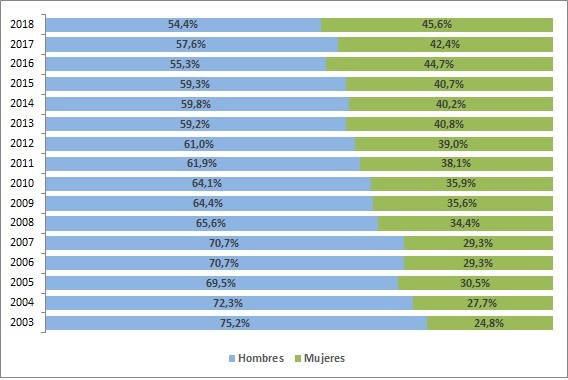 2018 54,4% 45,6%
2017 57,6% 42,4%
2016 55,3% 44,7%
2015 59,3% 40,7%
2014 59,8% 40,2%
2013 59,2% 40,8%
2012 61,0% 39,0%
2011 61,9% 38,1%
2010 64,1% 35,9%
2009 64,4% 35,6%
2008 65,6% 34,4%
2007 70,7% 29,3%
2006 70,7% 29,3%
2005 69,5% 30,5%
2004 72,3% 27,7%
2003 75,2% 24,8%
Hombres Mujeres